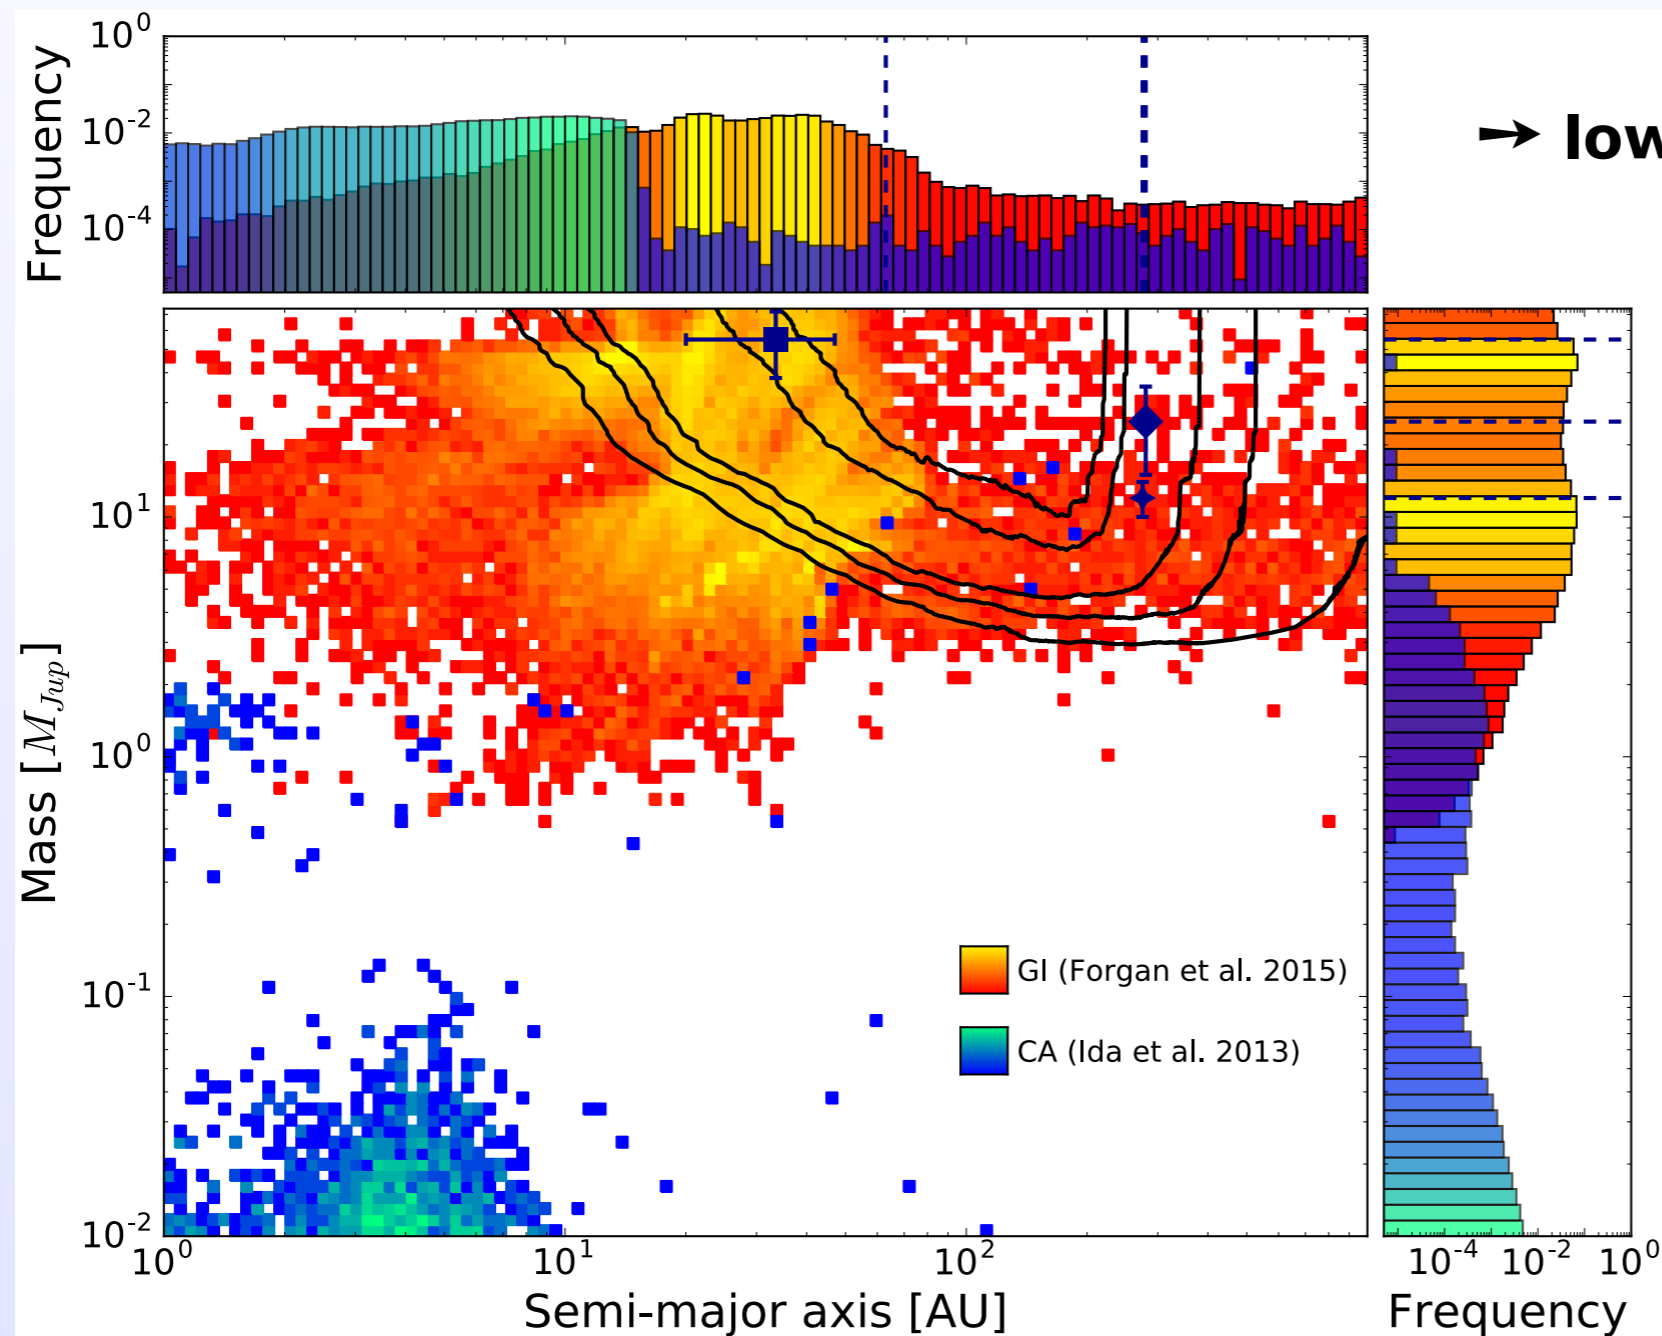 Frequency
10^0
10^-2
10^-4
→ low
Mass [M_Jup]
10^1
10^0
10^-1
10^-2
GI (Forgan et al. 2015)
CA (Ida et al. 2013)
10^0 10^1 10^2
Semi-major axis [AU]
10^-4 10^-2 10^0
Frequency